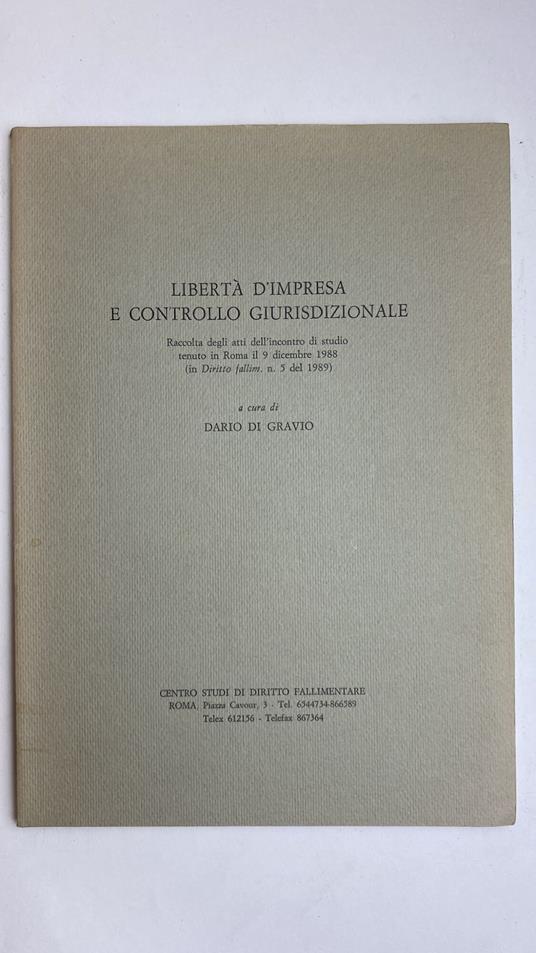 LIBERTÀ D'IMPRESA
E CONTROLLO GIURISDIZIONALE
Raccolta degli atti dell'incontro di studio
tenuto in Roma il 9 dicembre 1988
(in Diritto fallim. n. 5 del 1989)
a cura di
DARIO DI GRAVIO
CENTRO STUDI DI DIRITTO FALLIMENTARE
ROMA, Piazza Cavour, 3 - Tel. 6544734-866589
Telex 612156 - Telefax 867364